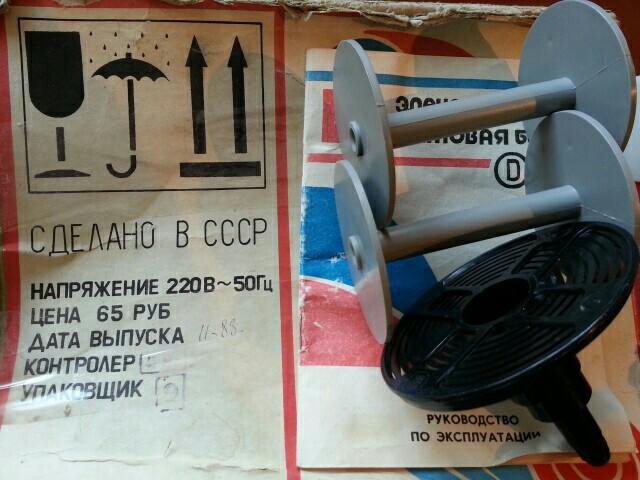 СДЕЛАНО В СССР
НАПРЯЖЕНИЕ 220В~50Гц
ЦЕНА 65 РУБ
ДАТА ВЫПУСКА 11-88
КОНТРОЛЕР
УПАКОВЩИК
D
РУКОВОДСТВО
ПО ЭКСПЛУАТАЦИИ